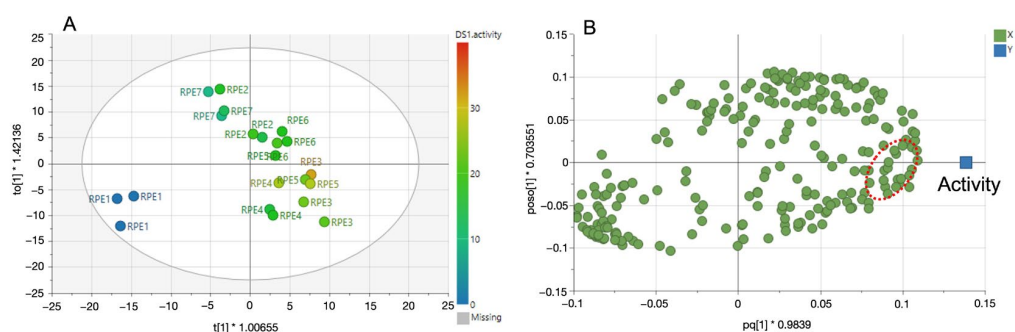 A
B
DS1.activity
25
20
15
10
5
0
−5
−10
−15
−20
−25
to[1] * 1.42136
RPE7
RPE2
RPE7
RPE7
RPE2
RPE6
RPE2
RPE6
RPE5
RPE6
RPE3
RPE4
RPE5
RPE5
RPE1
RPE1
RPE3
RPE4
RPE4
RPE1
RPE3
−25 −20 −15 −10 −5 0 5 10 15 20 25
t[1] * 1.00655
30
20
10
0
Missing
0.15
0.1
0.05
0
−0.05
−0.1
−0.15
poso[1] * 0.703551
Activity
−0.1 −0.05 0 0.05 0.1 0.15
pq[1] * 0.9839
X
Y